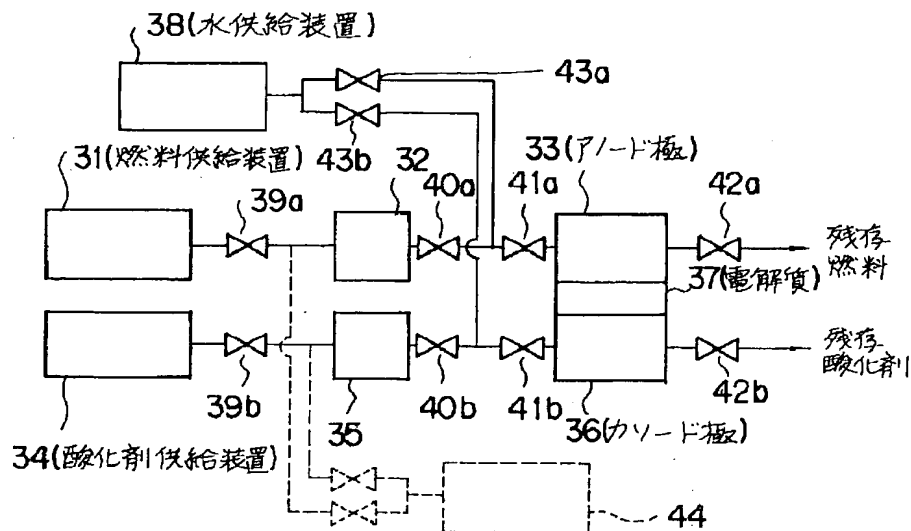 38(水供給装置)
43a
43b
31(燃料供給装置)
39a
32
40a
41a
33(アノード極)
42a
残存
燃料
37(電解質)
残存
酸化剤
34(酸化剤供給装置)
39b
35
40b
41b
36(カソード極)
42b
44